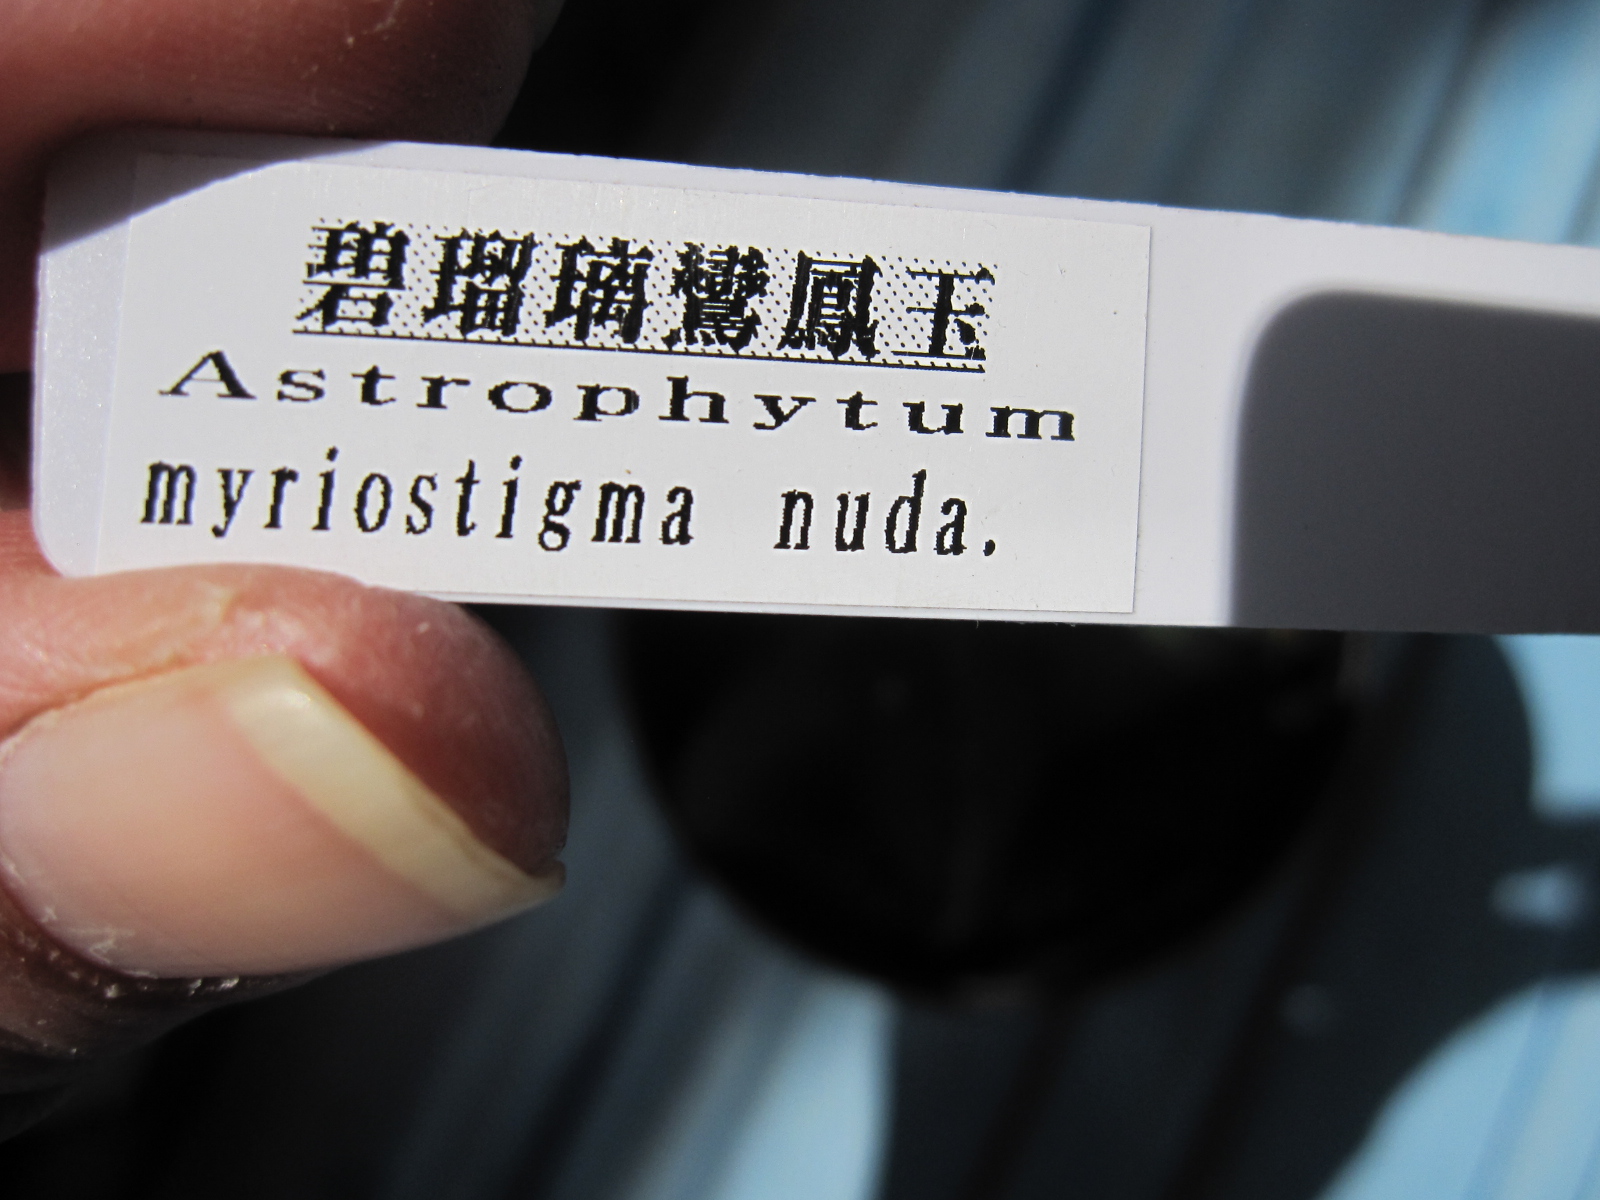 碧瑠璃鸞鳳玉
Astrophytum
myriostigma nuda.